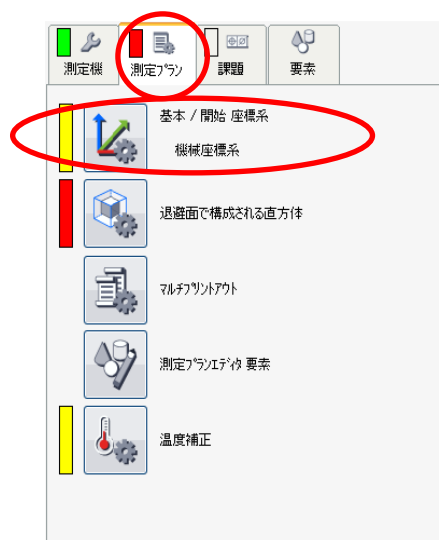 測定機
測定プラン
課題
要素
基本 / 開始 座標系
機械座標系
退避面で構成される直方体
マルチプリントアウト
測定プランエディタ 要素
温度補正